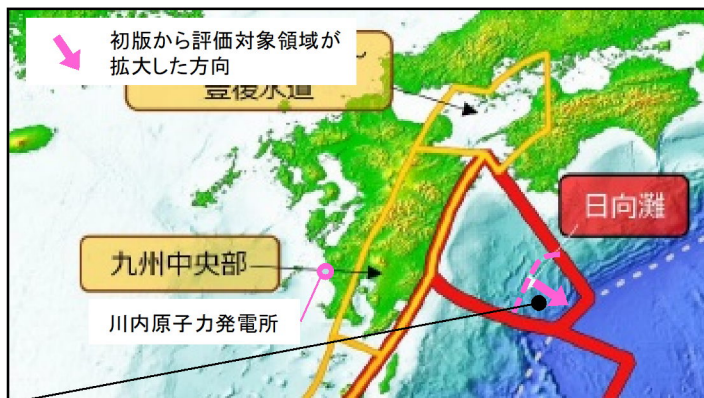 初版から評価対象領域が
拡大した方向
豊後水道
日向灘
九州中央部
川内原子力発電所